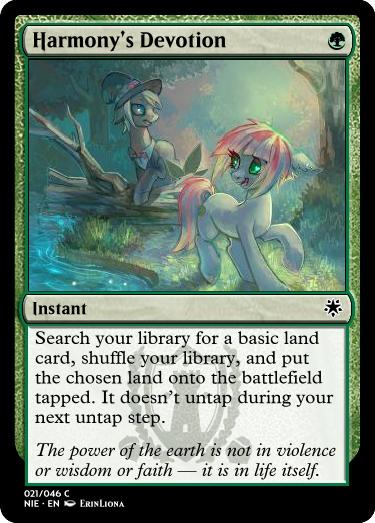 Harmony's Devotion
Instant
Search your library for a basic land
card, shuffle your library, and put
the chosen land onto the battlefield
tapped. It doesn't untap during your
next untap step.
The power of the earth is not in violence
or wisdom or faith — it is in life itself.
021/046 C
NIE • EN ErinLiona